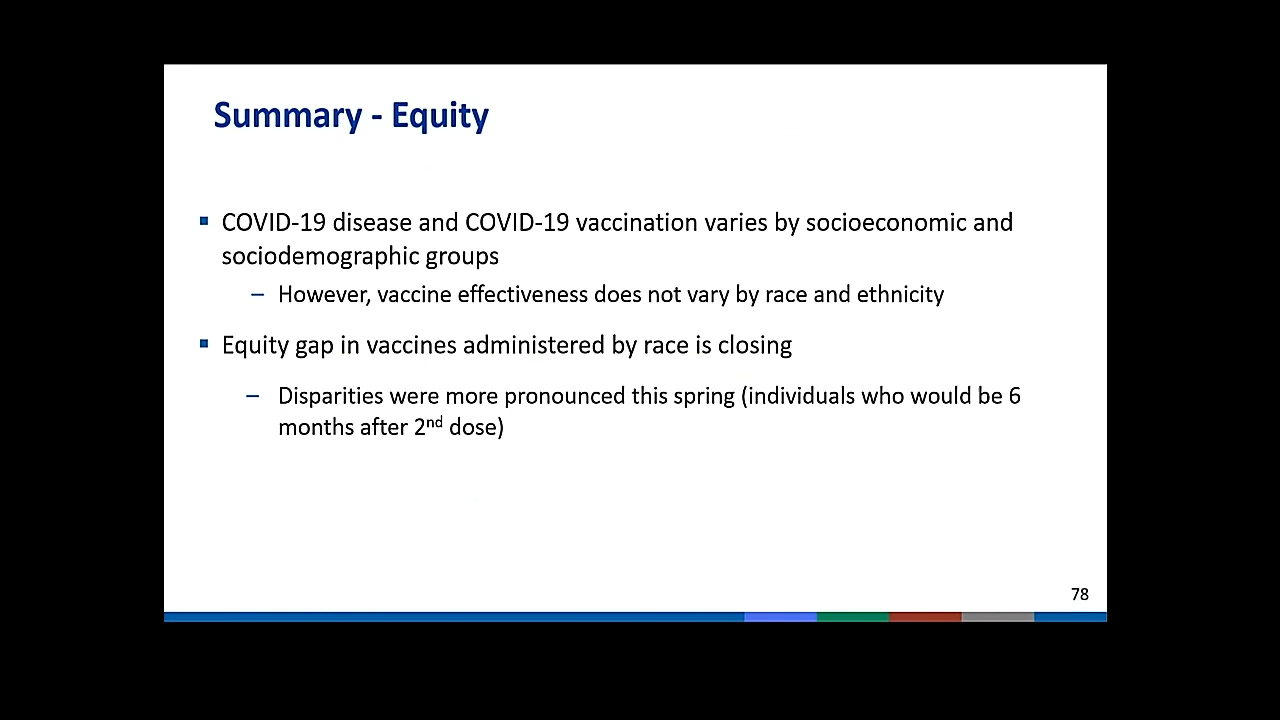 Summary - Equity
▪ COVID-19 disease and COVID-19 vaccination varies by socioeconomic and
sociodemographic groups
– However, vaccine effectiveness does not vary by race and ethnicity
▪ Equity gap in vaccines administered by race is closing
– Disparities were more pronounced this spring (individuals who would be 6
months after 2nd dose)
78